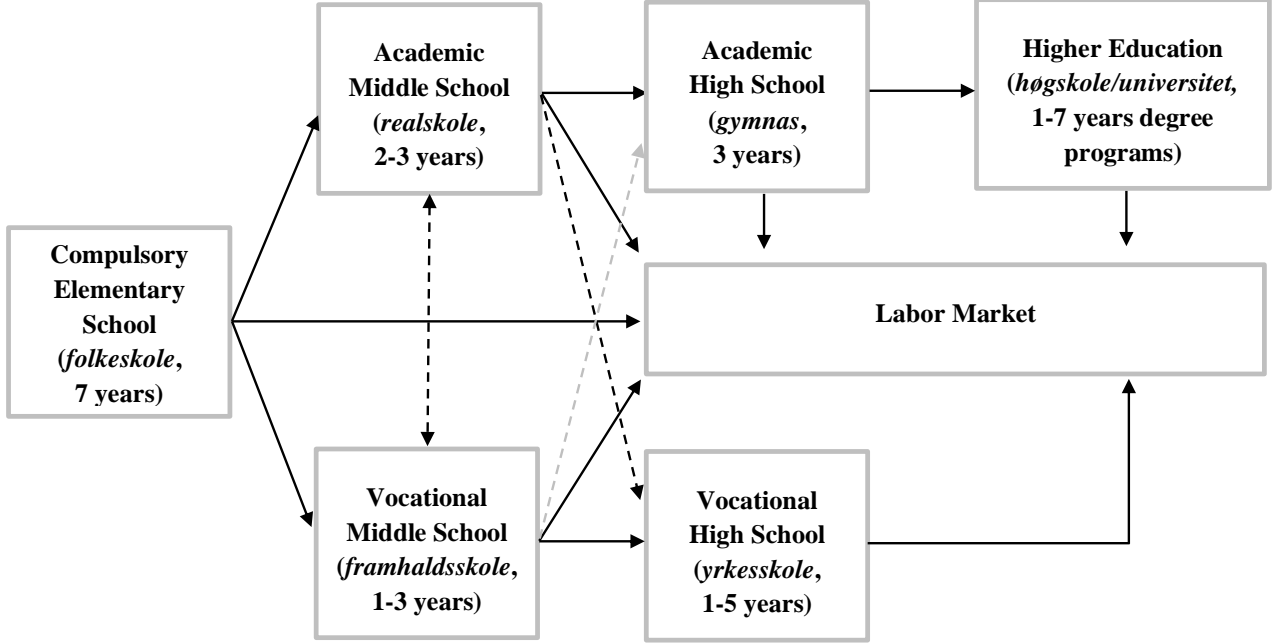 Academic
Middle School
(realskole,
2-3 years)
Academic
High School
(gymnas,
3 years)
Higher Education
(høgskole/universitet,
1-7 years degree
programs)
Compulsory
Elementary
School
(folkeskole,
7 years)
Labor Market
Vocational
Middle School
(framhaldsskole,
1-3 years)
Vocational
High School
(yrkesskole,
1-5 years)